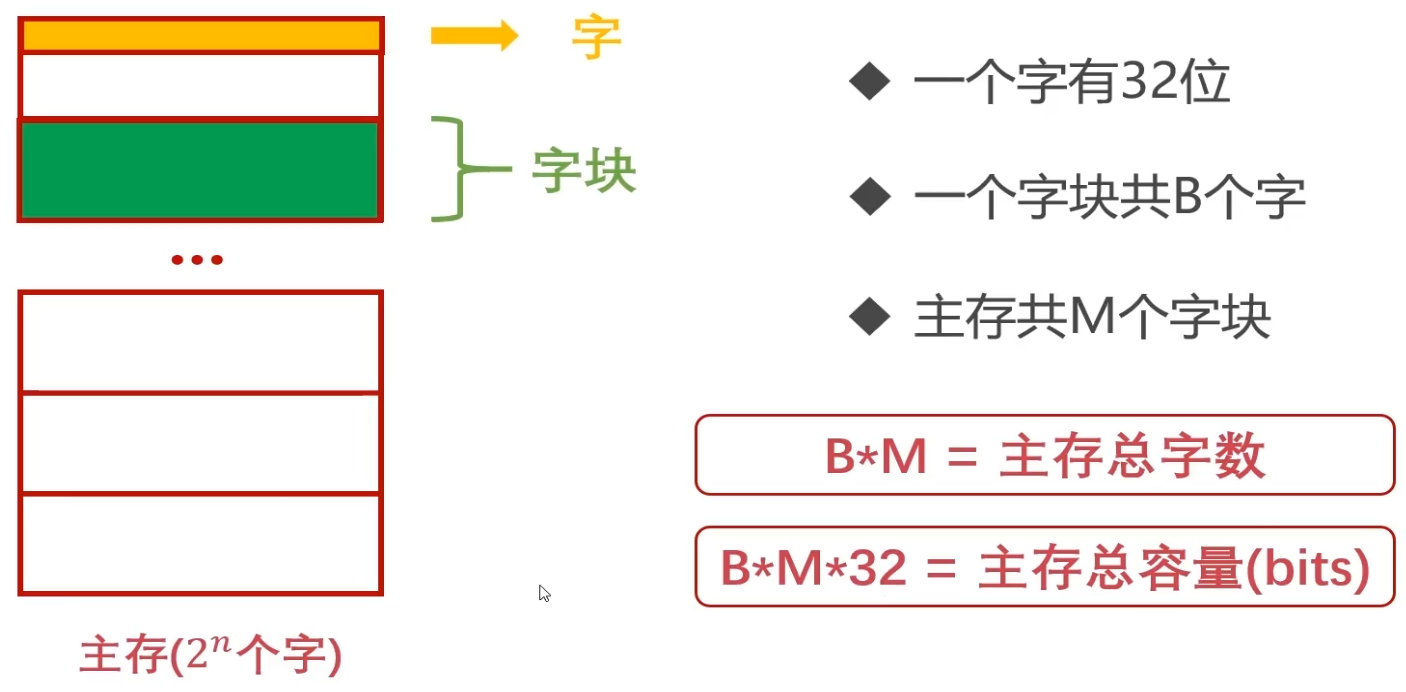 字
字块
...
主存(2ⁿ个字)
◆ 一个字有32位
◆ 一个字块共B个字
◆ 主存共M个字块
B*M = 主存总字数
B*M*32 = 主存总容量(bits)